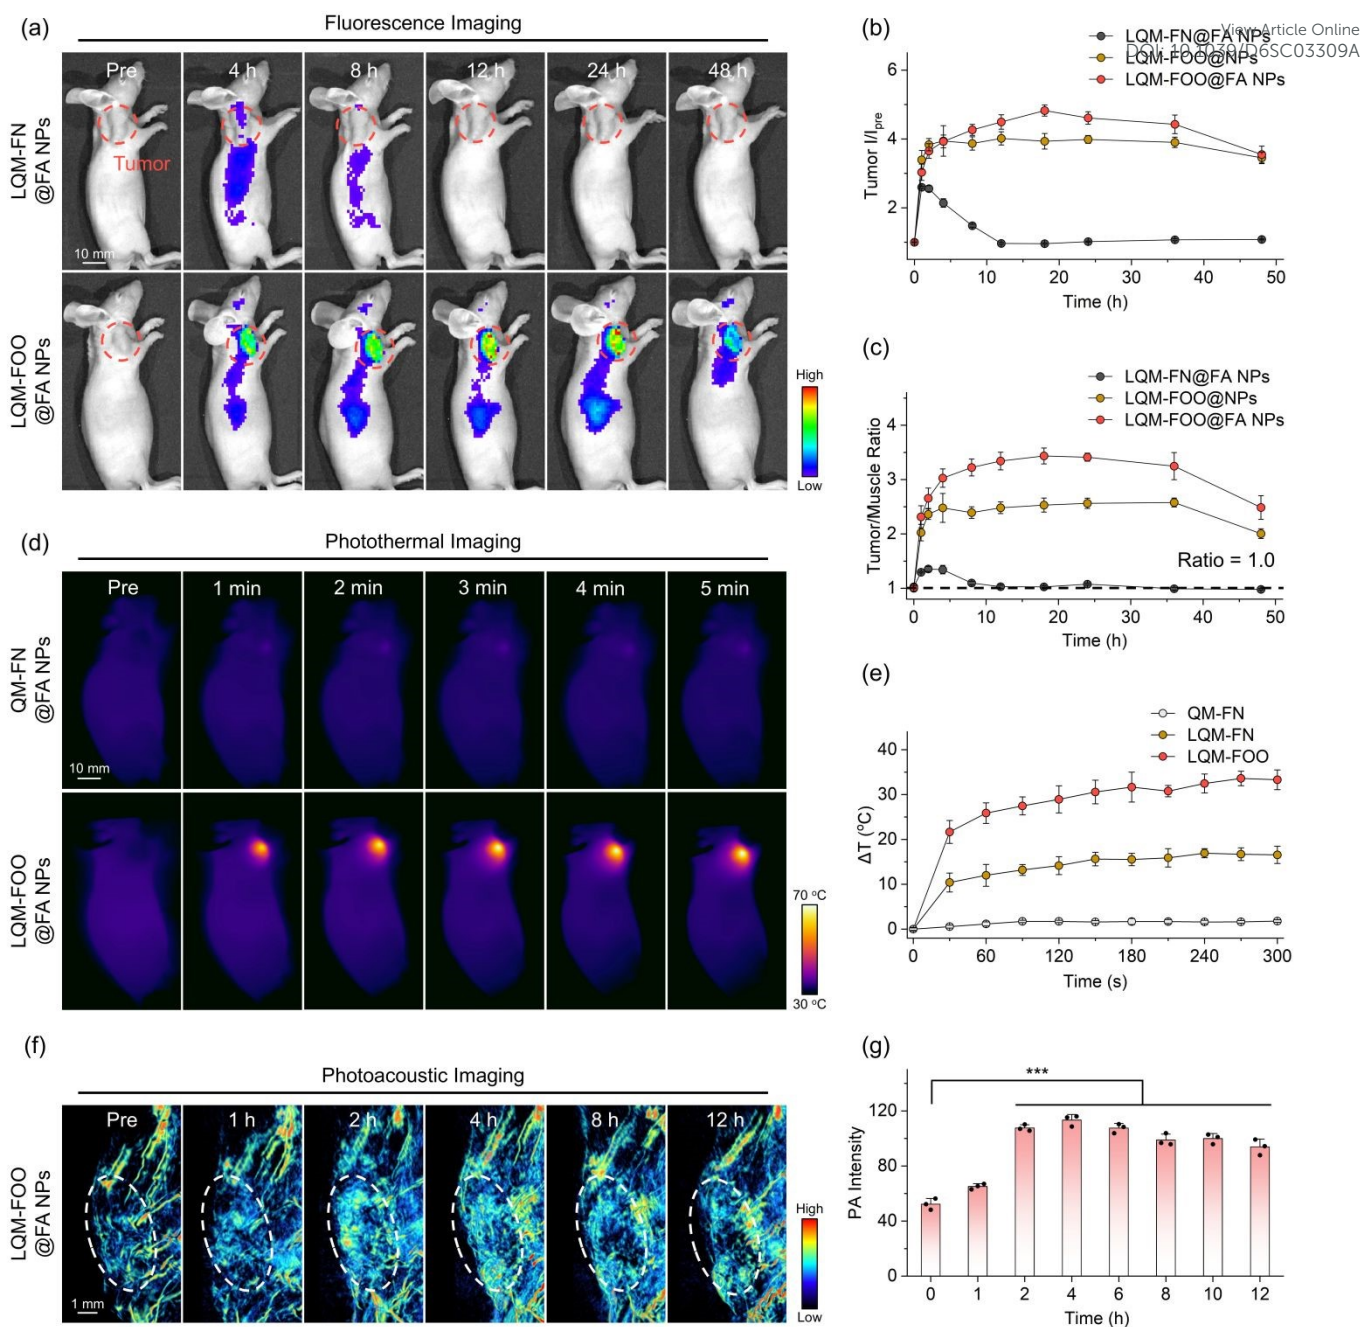 (a)
Fluorescence Imaging
Pre 4 h 8 h 12 h 24 h 48 h
LQM-FN
@FA NPs
Tumor
10 mm
LQM-FOO
@FA NPs
High
Low
(b)
View Article Online
DOI: 10.1039/D6SC03309A
LQM-FN@FA NPs
LQM-FOO@NPs
LQM-FOO@FA NPs
Tumor I/Ipre
6
4
2
0 10 20 30 40 50
Time (h)
(c)
LQM-FN@FA NPs
LQM-FOO@NPs
LQM-FOO@FA NPs
Tumor/Muscle Ratio
4
3
2
1
Ratio = 1.0
0 10 20 30 40 50
Time (h)
(d)
Photothermal Imaging
Pre 1 min 2 min 3 min 4 min 5 min
QM-FN
@FA NPs
10 mm
LQM-FOO
@FA NPs
70 °C
30 °C
(e)
QM-FN
LQM-FN
LQM-FOO
ΔT (°C)
40
30
20
10
0
0 60 120 180 240 300
Time (s)
(f)
Photoacoustic Imaging
Pre 1 h 2 h 4 h 8 h 12 h
LQM-FOO
@FA NPs
1 mm
High
Low
(g)
***
PA Intensity
120
80
40
0
0 1 2 4 6 8 10 12
Time (h)